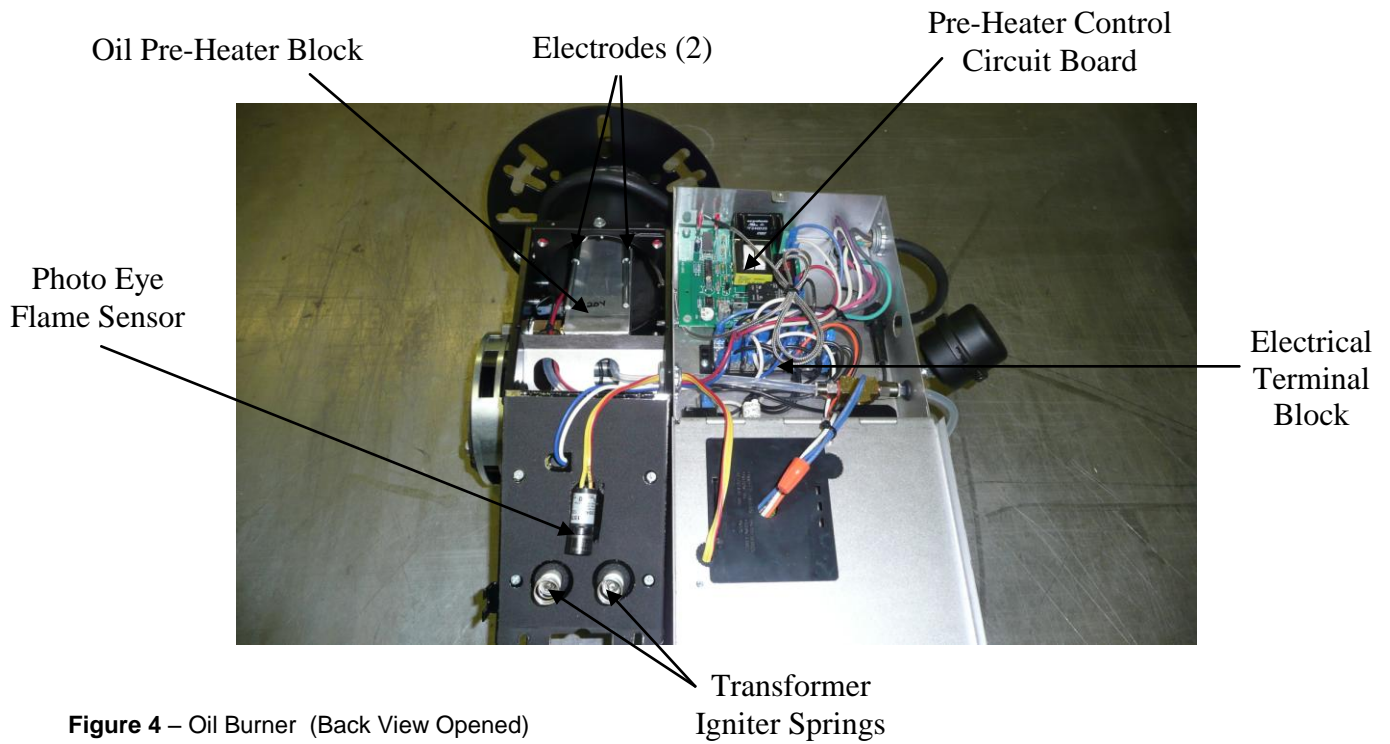 Pre-Heater Control
Circuit Board
Oil Pre-Heater Block
Electrodes (2)
Photo Eye
Flame Sensor
Electrical
Terminal
Block
Transformer
Igniter Springs
Figure 4 – Oil Burner (Back View Opened)